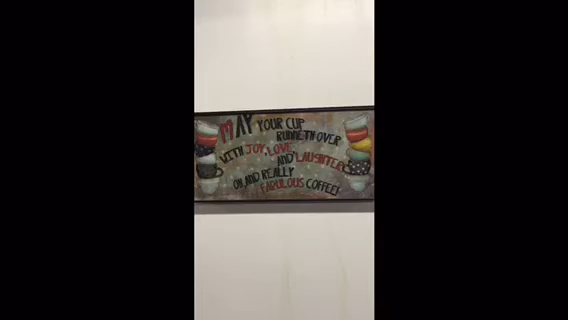 MAY YOUR CUP
RUNNETH OVER
WITH JOY, LOVE,
AND LAUGHTER
OH, AND REALLY
FABULOUS COFFEE!